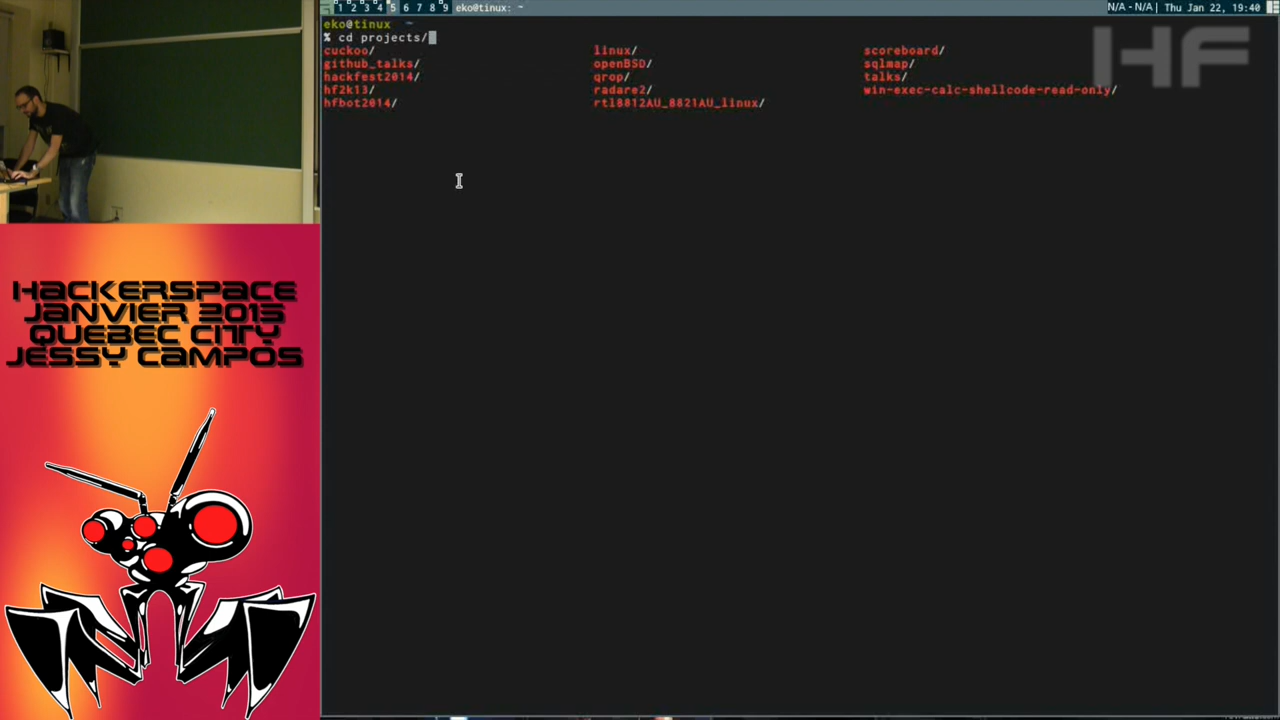 1 2 3 4 5 6 7 8 9 eko@tinux: ~ N/A - N/A | Thu Jan 22, 19:40
eko@tinux ~
% cd projects/
cuckoo/ linux/ scoreboard/
github_talks/ openBSD/ sqlmap/
hackfest2014/ qrop/ talks/
hf2k13/ radare2/ win-exec-calc-shellcode-read-only/
hfbot2014/ rtl8812AU_8821AU_linux/
HF
HACKERSPACE
JANVIER 2015
QUEBEC CITY
JESSY CAMPOS